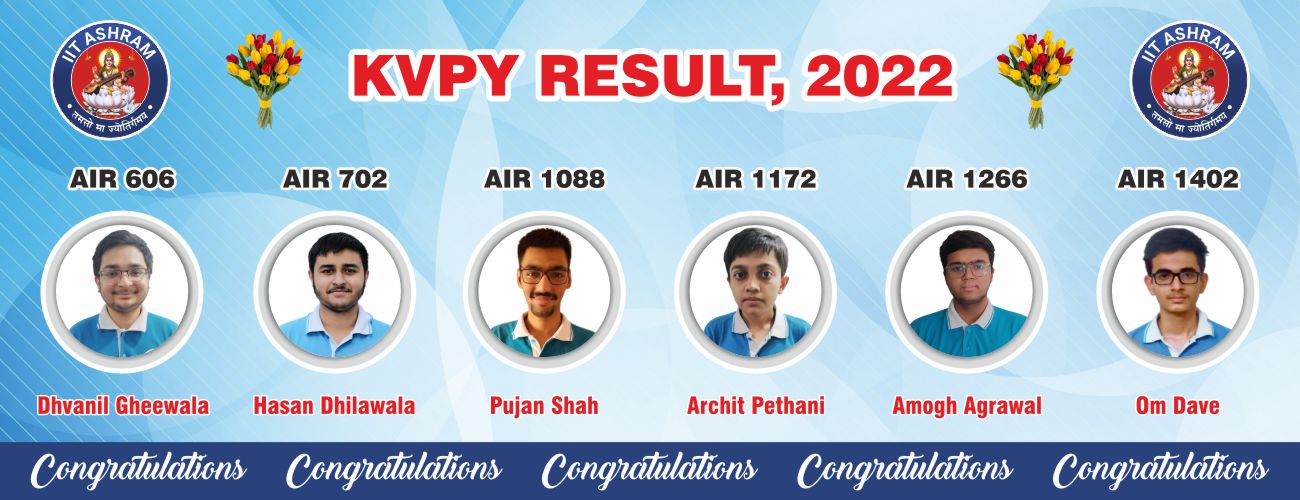 IIT ASHRAM
तमसो मा ज्योतिर्गमय
KVPY RESULT, 2022
IIT ASHRAM
तमसो मा ज्योतिर्गमय
AIR 606
AIR 702
AIR 1088
AIR 1172
AIR 1266
AIR 1402
Dhvanil Gheewala
Hasan Dhilawala
Pujan Shah
Archit Pethani
Amogh Agrawal
Om Dave
Congratulations
Congratulations
Congratulations
Congratulations
Congratulations